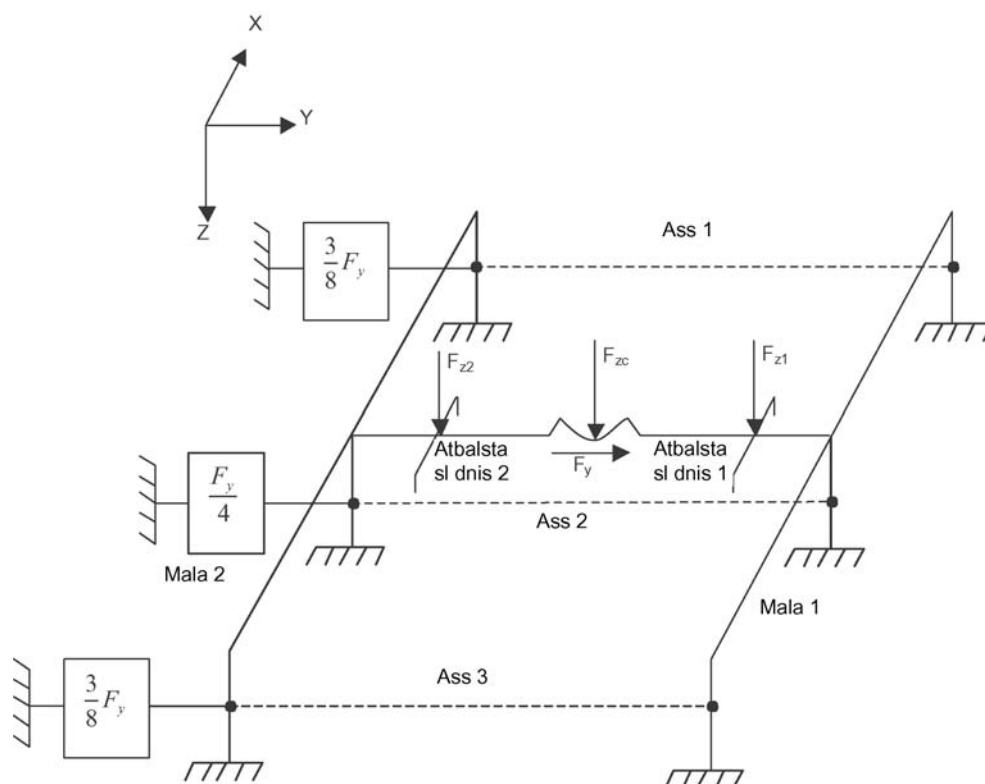 X
Y
Z
3/8 F_y
Ass 1
F_z2
F_zc
F_z1
Atbalsta
sl dnis 2
F_y
Atbalsta
sl dnis 1
F_y/4
Ass 2
Mala 2
Mala 1
3/8 F_y
Ass 3